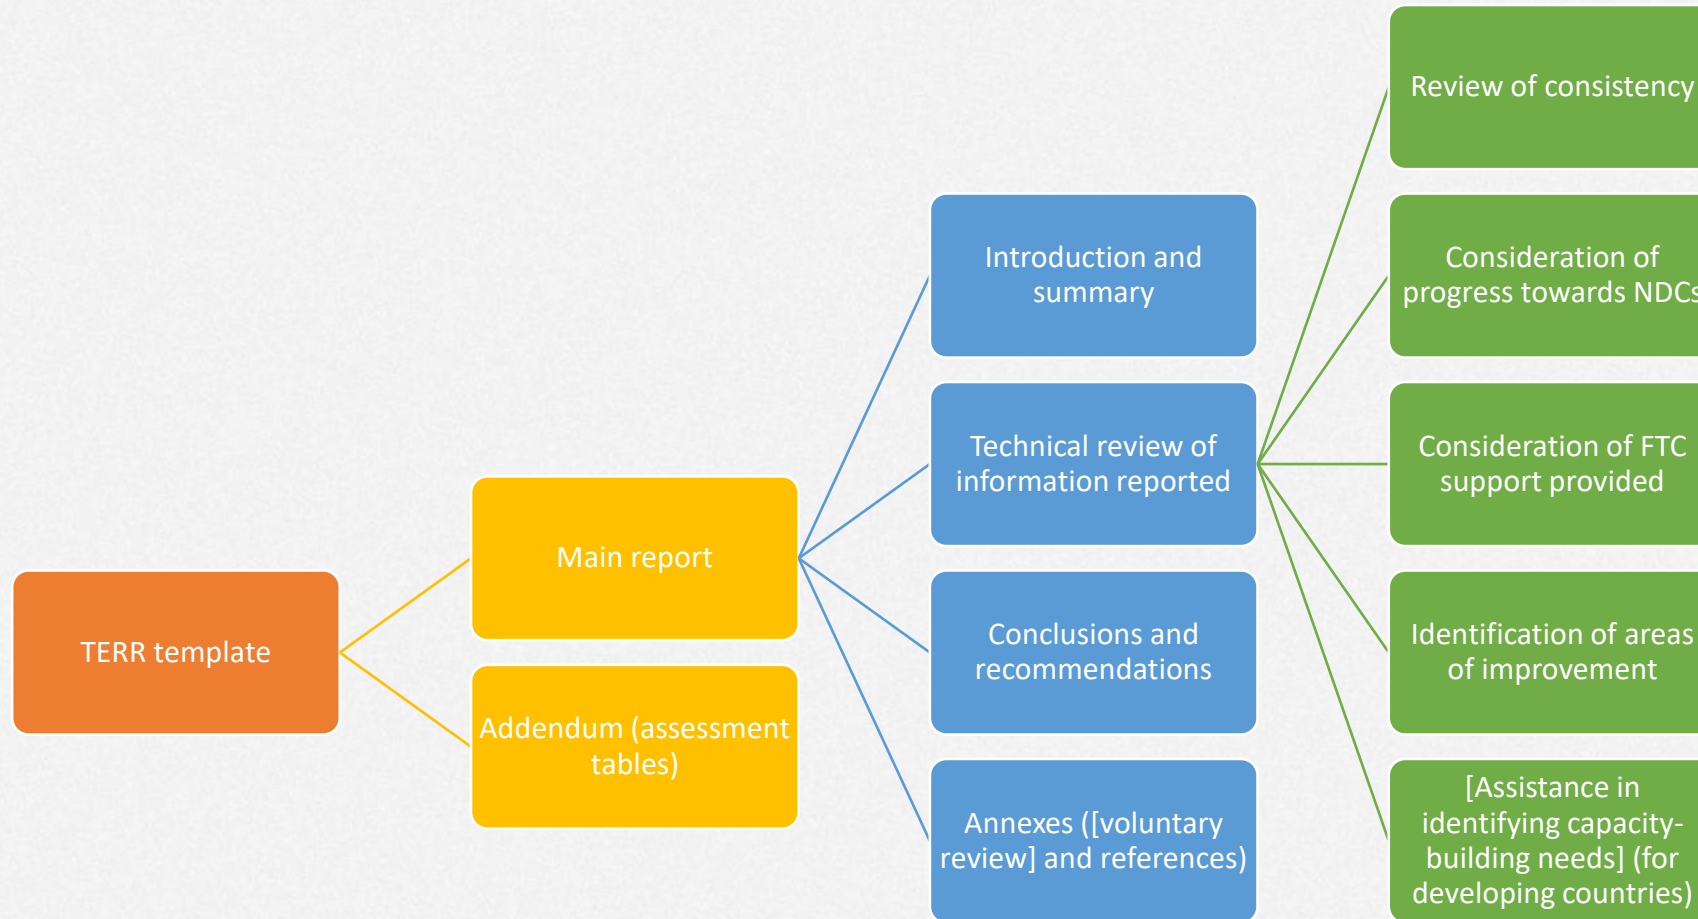 TERR template
Main report
Addendum (assessment
tables)
Introduction and
summary
Technical review of
information reported
Conclusions and
recommendations
Annexes ([voluntary
review] and references)
Review of consistency
Consideration of
progress towards NDCs
Consideration of FTC
support provided
Identification of areas
of improvement
[Assistance in
identifying capacity-
building needs] (for
developing countries)